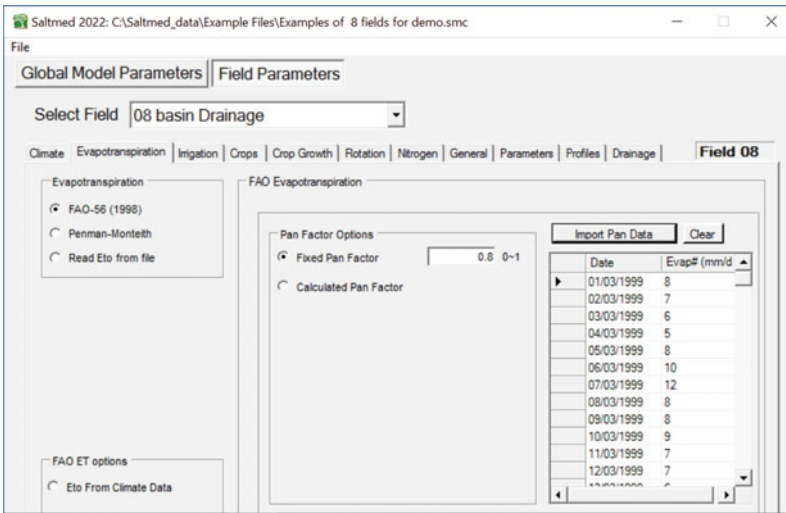 Saltmed 2022: C:\Saltmed_data\Example Files\Examples of 8 fields for demo.smc
File
Global Model Parameters Field Parameters
Select Field 08 basin Drainage
Climate Evapotranspiration Irrigation Crops Crop Growth Rotation Nitrogen General Parameters Profiles Drainage Field 08
Evapotranspiration
FAO-56 (1998)
Penman-Monteith
Read Eto from file
FAO ET options
Eto From Climate Data
FAO Evapotranspiration
Pan Factor Options
Fixed Pan Factor 0.8 0~1
Calculated Pan Factor
Import Pan Data Clear
Date Evap# (mm/d
01/03/1999 8
02/03/1999 7
03/03/1999 6
04/03/1999 5
05/03/1999 8
06/03/1999 10
07/03/1999 12
08/03/1999 8
09/03/1999 8
10/03/1999 9
11/03/1999 7
12/03/1999 7